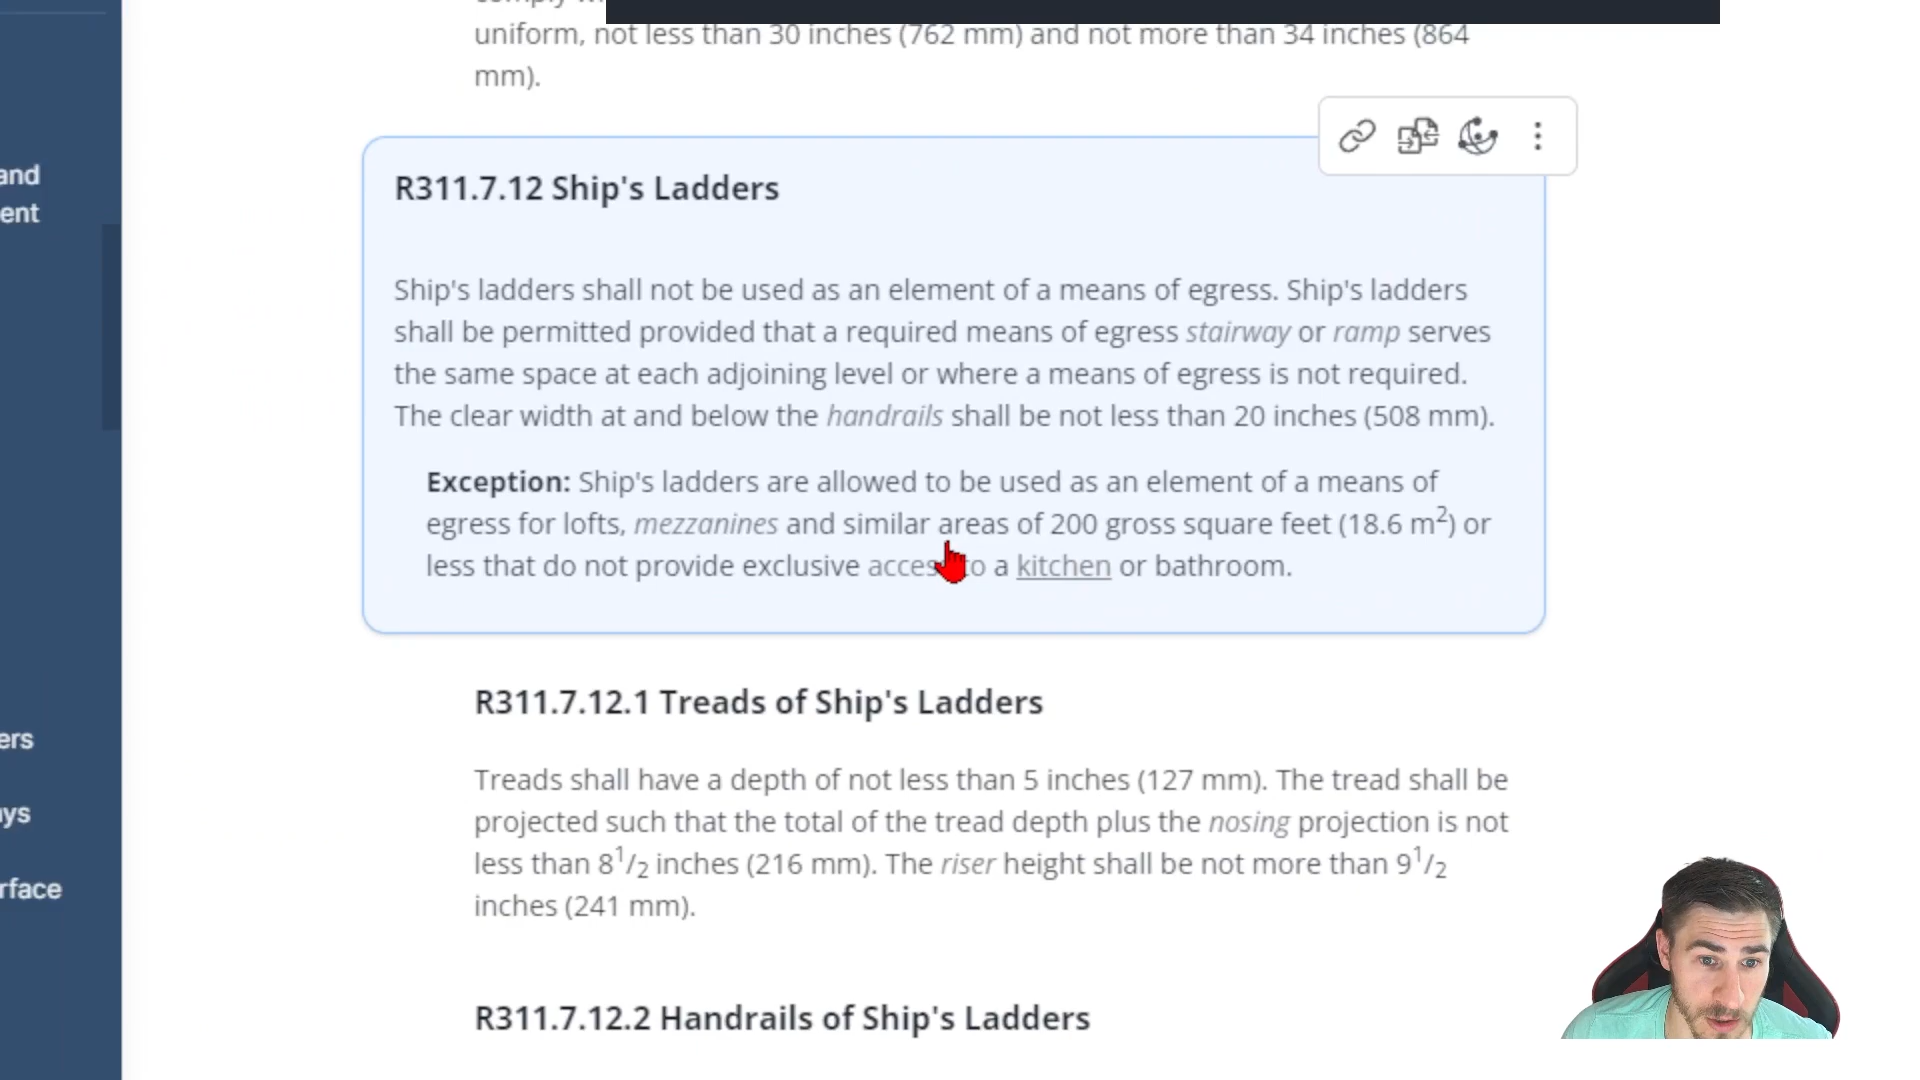 uniform, not less than 30 inches (762 mm) and not more than 34 inches (864
mm).
and
ent
R311.7.12 Ship's Ladders
Ship's ladders shall not be used as an element of a means of egress. Ship's ladders
shall be permitted provided that a required means of egress stairway or ramp serves
the same space at each adjoining level or where a means of egress is not required.
The clear width at and below the handrails shall be not less than 20 inches (508 mm).
Exception: Ship's ladders are allowed to be used as an element of a means of
egress for lofts, mezzanines and similar areas of 200 gross square feet (18.6 m²) or
less that do not provide exclusive acces to a kitchen or bathroom.
R311.7.12.1 Treads of Ship's Ladders
ers
Treads shall have a depth of not less than 5 inches (127 mm). The tread shall be
ys
projected such that the total of the tread depth plus the nosing projection is not
less than 8 1/2 inches (216 mm). The riser height shall be not more than 9 1/2
rface
inches (241 mm).
R311.7.12.2 Handrails of Ship's Ladders